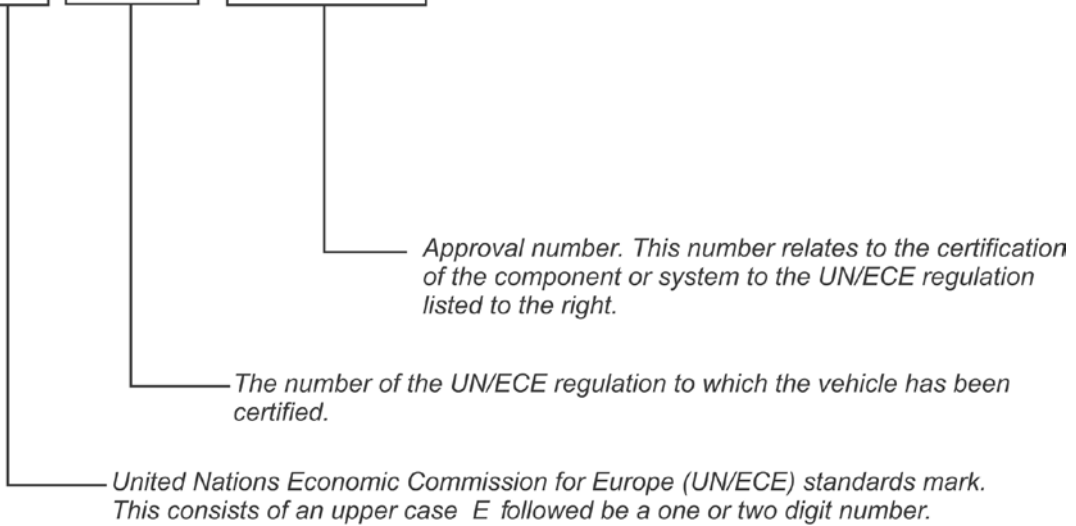 Approval number. This number relates to the certification
of the component or system to the UN/ECE regulation
listed to the right.
The number of the UN/ECE regulation to which the vehicle has been
certified.
United Nations Economic Commission for Europe (UN/ECE) standards mark.
This consists of an upper case E followed be a one or two digit number.